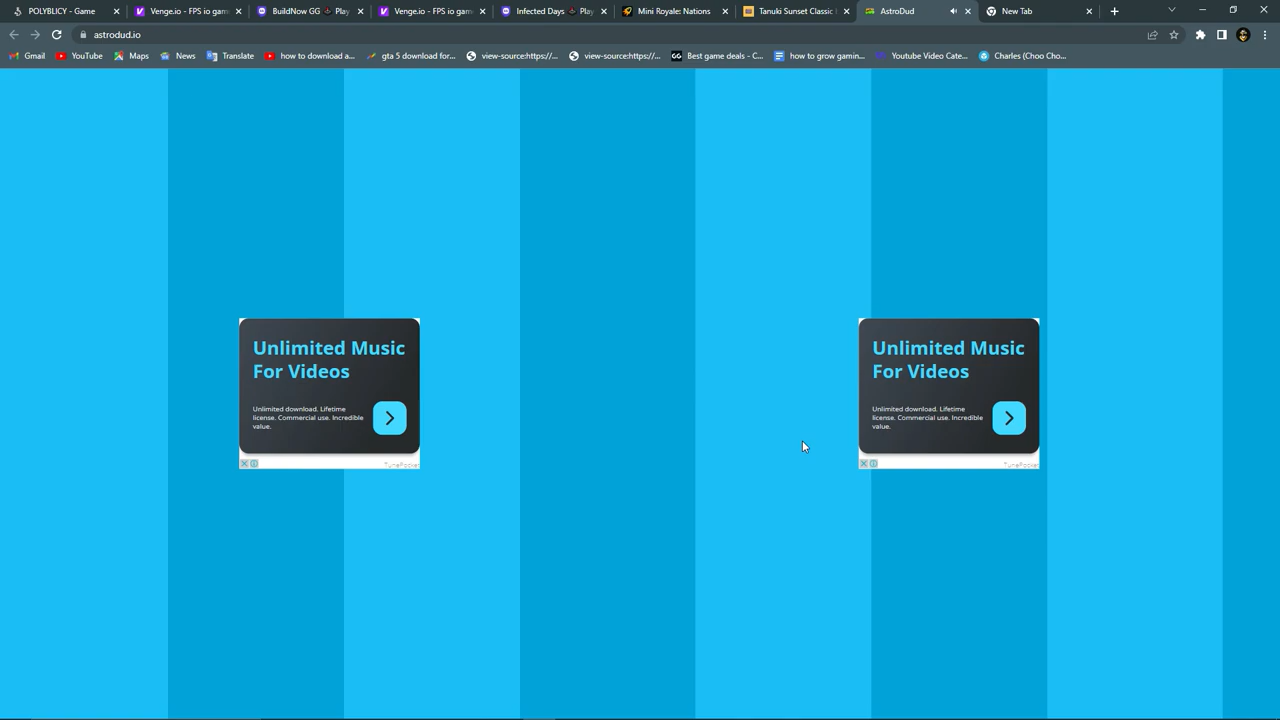 POLYBLICY - Game
Venge.io - FPS io gam
BuildNow GG
Play
Venge.io - FPS io gam
Infected Days
Play
Mini Royale: Nations
Tanuki Sunset Classic
AstroDud
New Tab
astrodud.io
Gmail
YouTube
Maps
News
Translate
how to download a...
gta 5 download for...
view-source:https://...
view-source:https://...
Best game deals - C...
how to grow gamin...
Youtube Video Cate...
Charles (Choo Cho...
Unlimited Music
For Videos
Unlimited download. Lifetime
license. Commercial use. Incredible
value.
TunePocket
Unlimited Music
For Videos
Unlimited download. Lifetime
license. Commercial use. Incredible
value.
TunePocket